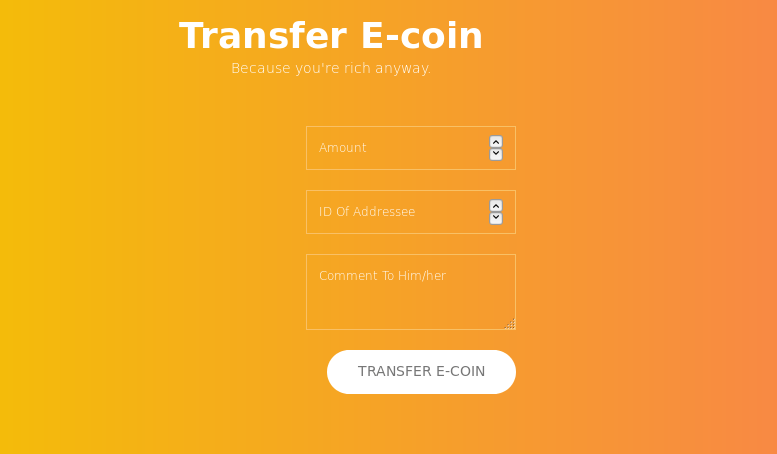 Transfer E-coin
Because you're rich anyway.
Amount
ID Of Addressee
Comment To Him/her
TRANSFER E-COIN